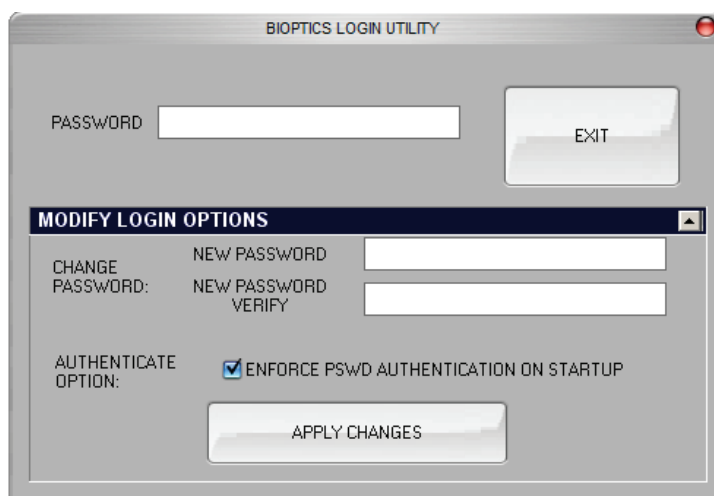 BIOPTICS LOGIN UTILITY
PASSWORD
EXIT
MODIFY LOGIN OPTIONS
CHANGE
PASSWORD:
NEW PASSWORD
NEW PASSWORD
VERIFY
AUTHENTICATE
OPTION:
ENFORCE PSWD AUTHENTICATION ON STARTUP
APPLY CHANGES